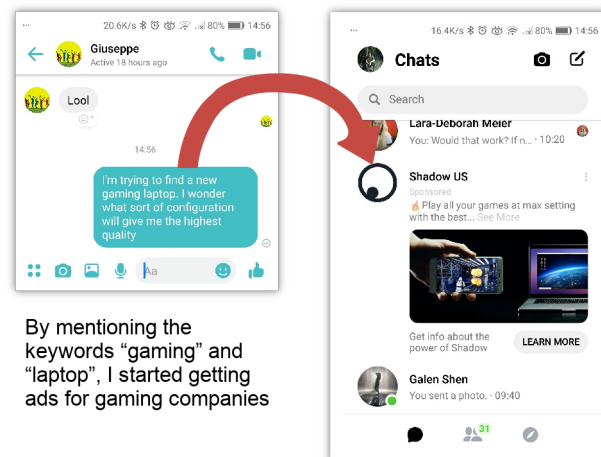 20.6K/s 80% 14:56
Giuseppe
Active 18 hours ago
Lool
14:56
I'm trying to find a new
gaming laptop. I wonder
what sort of configuration
will give me the highest
quality
Aa
By mentioning the
keywords “gaming” and
“laptop”, I started getting
ads for gaming companies
16.4K/s 80% 14:56
Chats
Search
Lara-Deborah Meier
You: Would that work? If n... · 10:20
Shadow US
Sponsored
🔥Play all your games at max setting
with the best... See More
Get info about the
power of Shadow
LEARN MORE
Galen Shen
You sent a photo. · 09:40
31